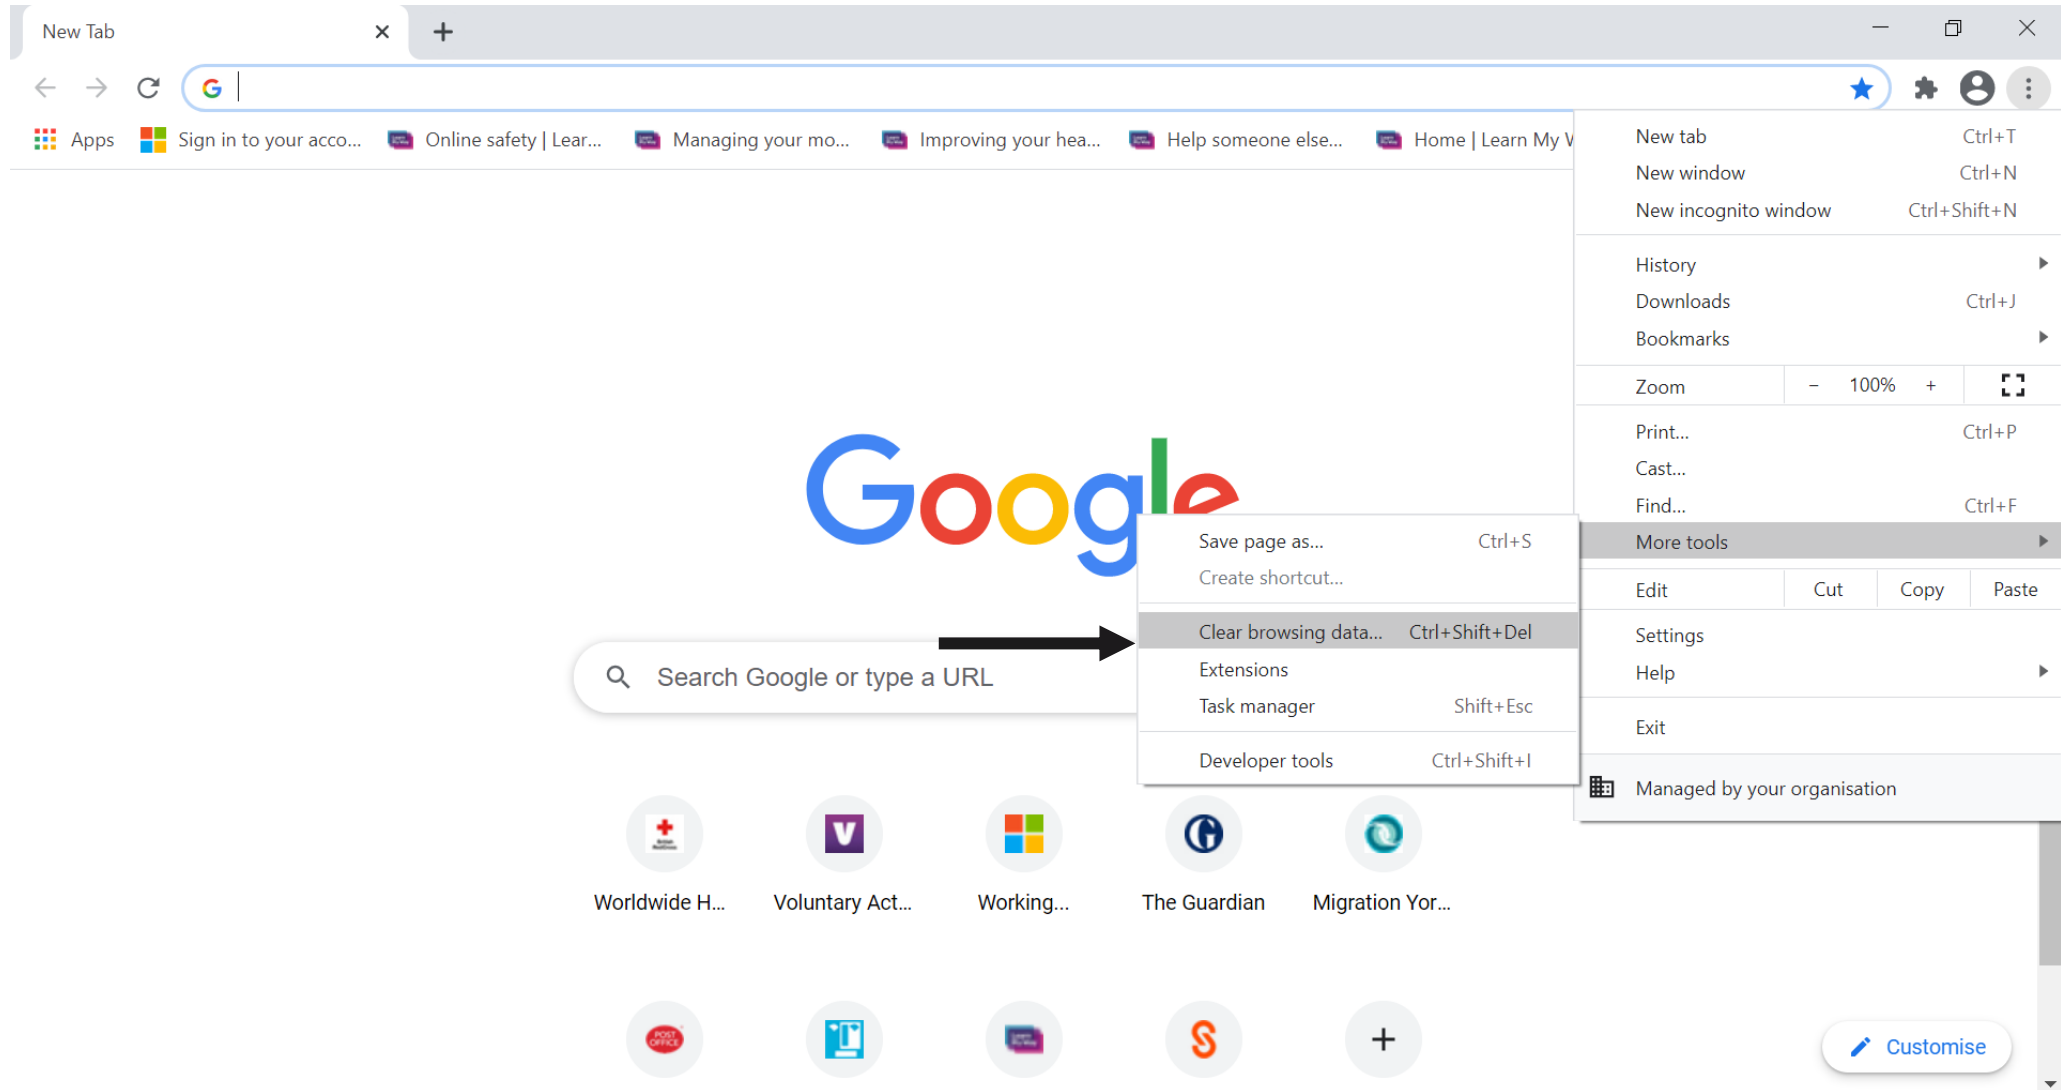 New Tab
Apps
Sign in to your acco...
Online safety | Lear...
Managing your mo...
Improving your hea...
Help someone else...
Home | Learn My W
New tab Ctrl+T
New window Ctrl+N
New incognito window Ctrl+Shift+N
History
Downloads Ctrl+J
Bookmarks
Zoom - 100% +
Print... Ctrl+P
Cast...
Find... Ctrl+F
More tools
Edit Cut Copy Paste
Settings
Help
Exit
Managed by your organisation
Google
Save page as... Ctrl+S
Create shortcut...
Clear browsing data... Ctrl+Shift+Del
Extensions
Task manager Shift+Esc
Developer tools Ctrl+Shift+I
Search Google or type a URL
Worldwide H...
Voluntary Act...
Working...
The Guardian
Migration Yor...
POST
OFFICE
Customise